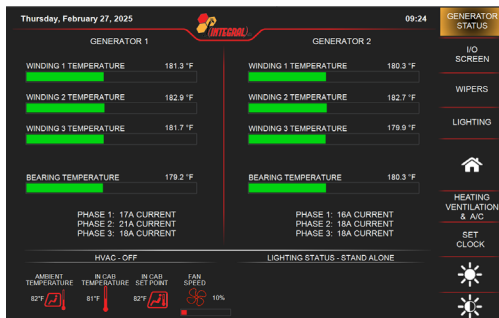 Thursday, February 27, 2025
INTEGRAL
09:24
GENERATOR STATUS
GENERATOR 1
WINDING 1 TEMPERATURE 181.3 °F
WINDING 2 TEMPERATURE 182.9 °F
WINDING 3 TEMPERATURE 181.7 °F
BEARING TEMPERATURE 179.2 °F
PHASE 1: 17A CURRENT
PHASE 2: 21A CURRENT
PHASE 3: 18A CURRENT
GENERATOR 2
WINDING 1 TEMPERATURE 180.3 °F
WINDING 2 TEMPERATURE 182.7 °F
WINDING 3 TEMPERATURE 179.9 °F
BEARING TEMPERATURE 180.3 °F
PHASE 1: 16A CURRENT
PHASE 2: 18A CURRENT
PHASE 3: 18A CURRENT
HVAC - OFF
AMBIENT TEMPERATURE
82°F
IN CAB TEMPERATURE
81°F
IN CAB SET POINT
82°F
FAN SPEED
10%
LIGHTING STATUS - STAND ALONE
I/O SCREEN
WIPERS
LIGHTING
HEATING VENTILATION & A/C
SET CLOCK